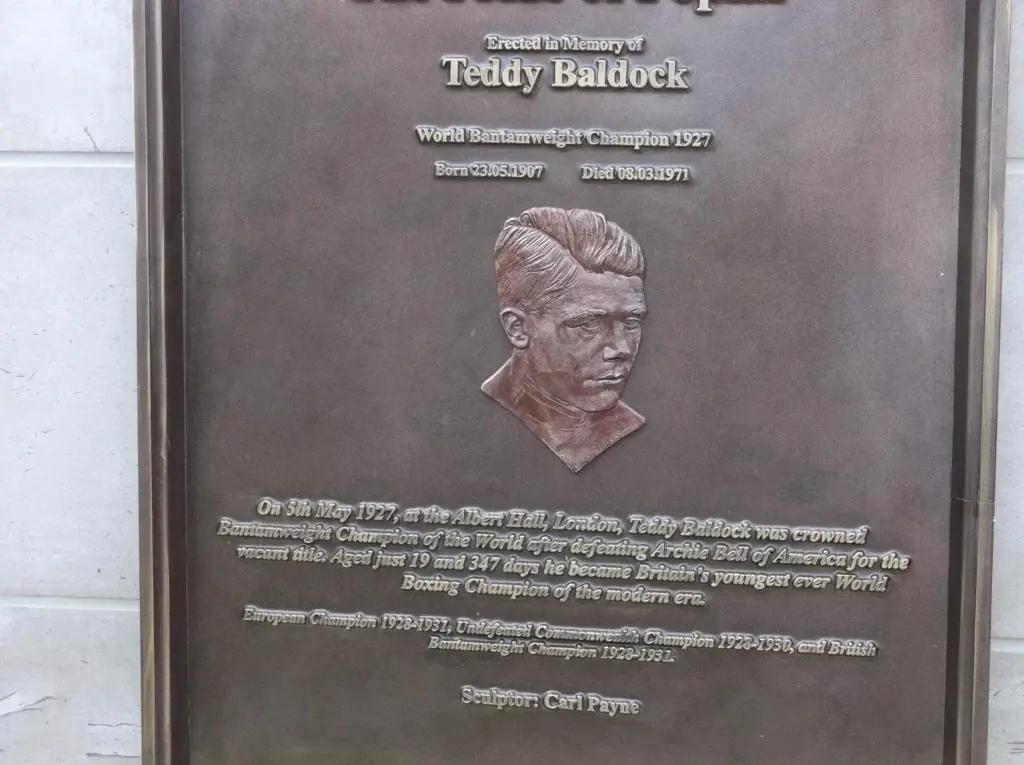 Erected in Memory of
Teddy Baldock
World Bantamweight Champion 1927
Born 23.05.1907 Died 08.03.1971
On 5th May 1927, at the Albert Hall, London, Teddy Baldock was crowned
Bantamweight Champion of the World after defeating Archie Bell of America for the
vacant title. Aged just 19 and 347 days he became Britain's youngest ever World
Boxing Champion of the modern era.
European Champion 1928-1931, Undefeated Commonwealth Champion 1928-1930, and British
Bantamweight Champion 1928-1931.
Sculptor: Carl Payne